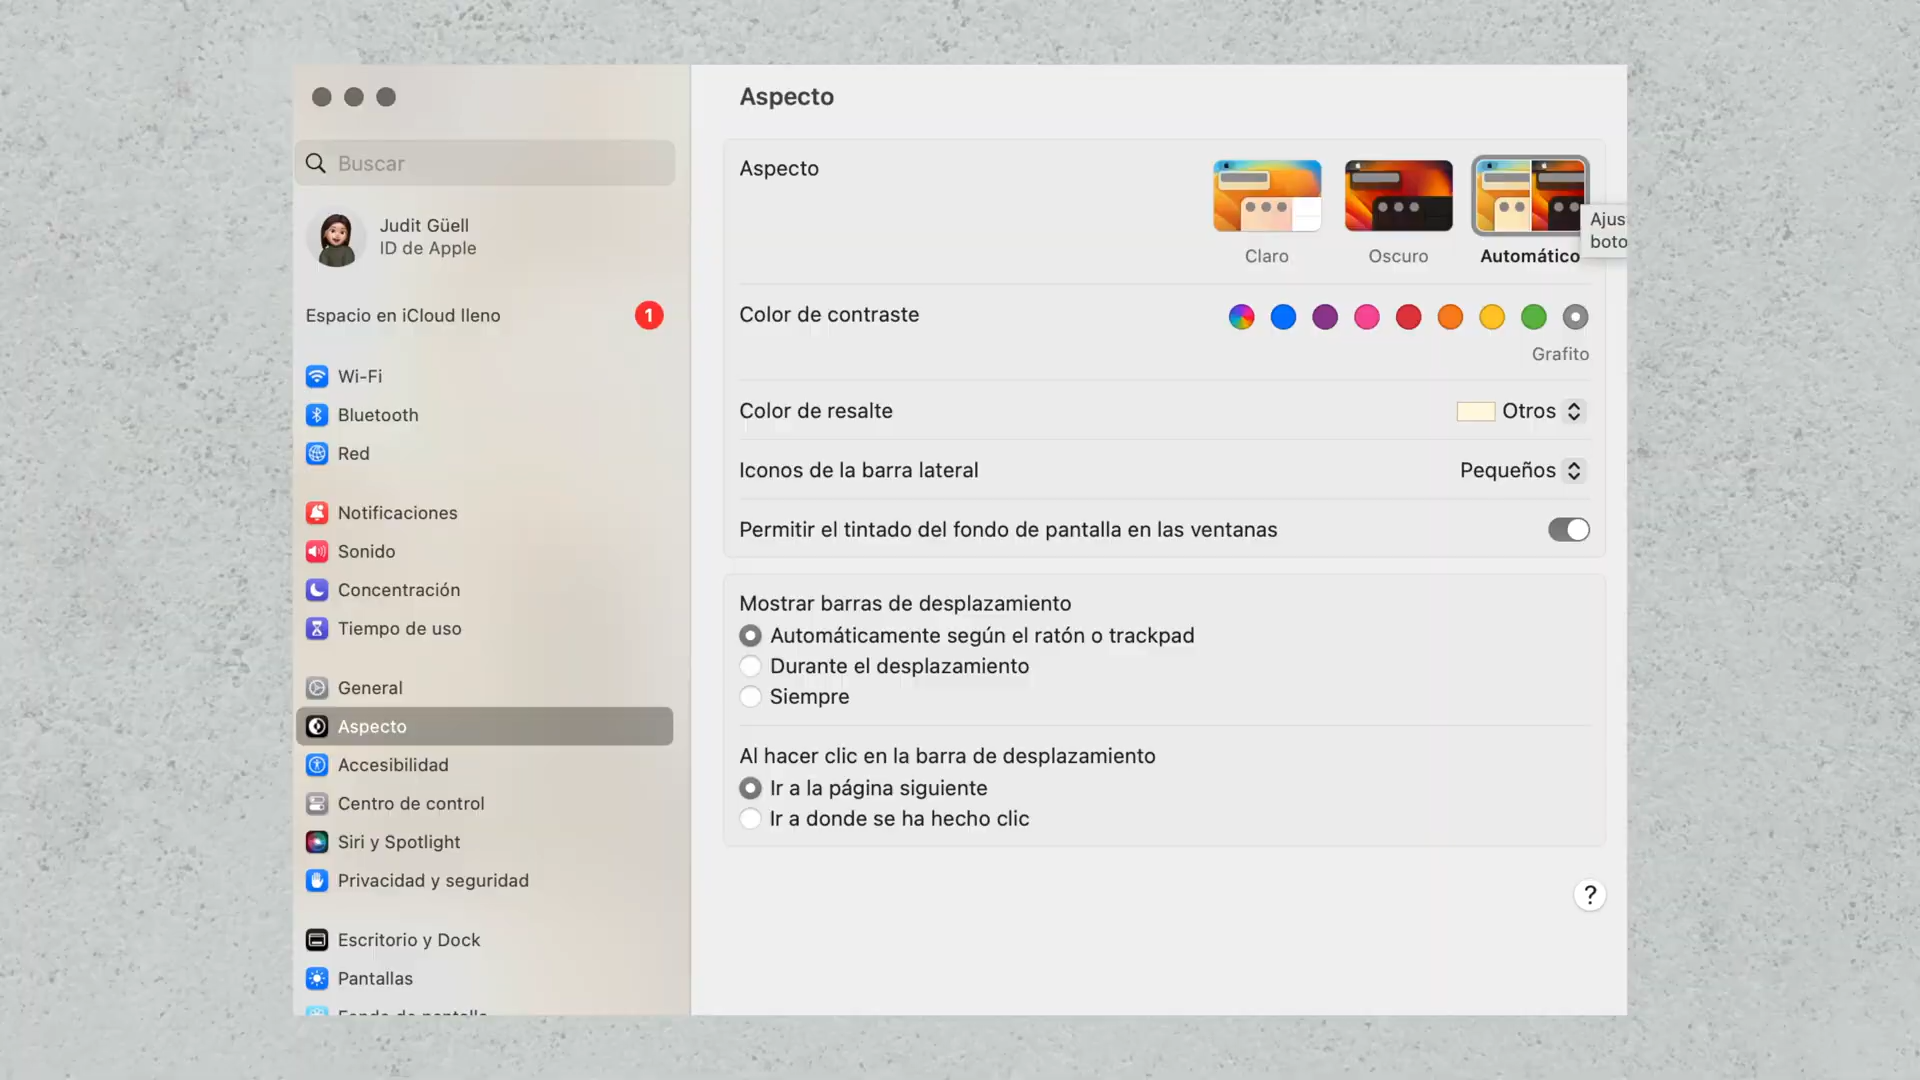 Buscar
Judit Güell
ID de Apple
Espacio en iCloud lleno
1
Wi-Fi
Bluetooth
Red
Notificaciones
Sonido
Concentración
Tiempo de uso
General
Aspecto
Accesibilidad
Centro de control
Siri y Spotlight
Privacidad y seguridad
Escritorio y Dock
Pantallas
Aspecto
Aspecto
Claro
Oscuro
Automático
Ajus
boto
Color de contraste
Grafito
Color de resalte
Otros
Iconos de la barra lateral
Pequeños
Permitir el tintado del fondo de pantalla en las ventanas
Mostrar barras de desplazamiento
Automáticamente según el ratón o trackpad
Durante el desplazamiento
Siempre
Al hacer clic en la barra de desplazamiento
Ir a la página siguiente
Ir a donde se ha hecho clic
?